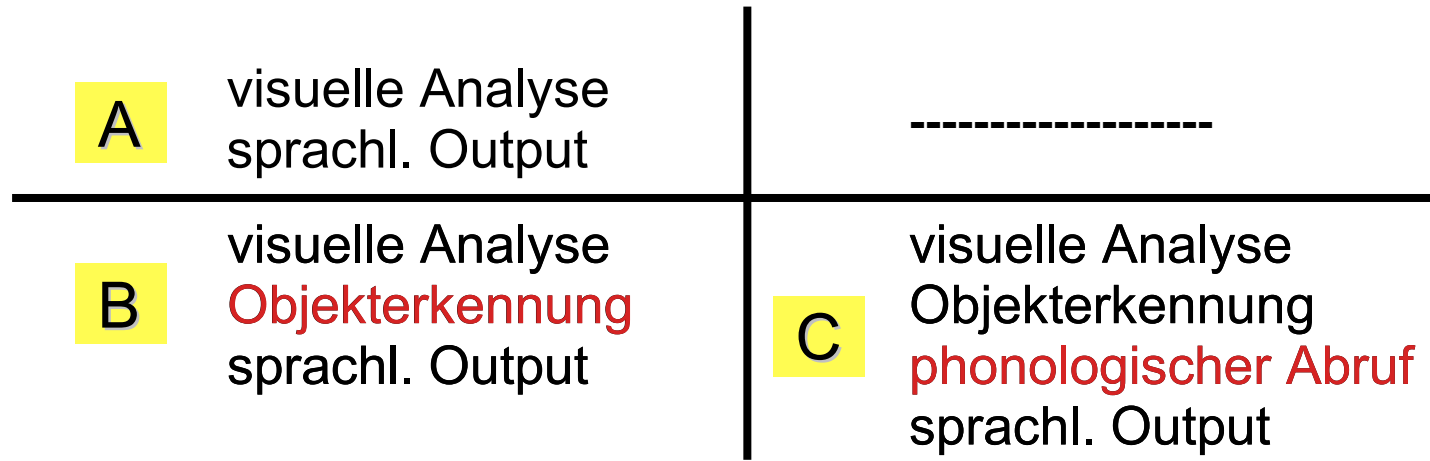 A
visuelle Analyse
sprachl. Output
-------------------
B
visuelle Analyse
Objekterkennung
sprachl. Output
C
visuelle Analyse
Objekterkennung
phonologischer Abruf
sprachl. Output